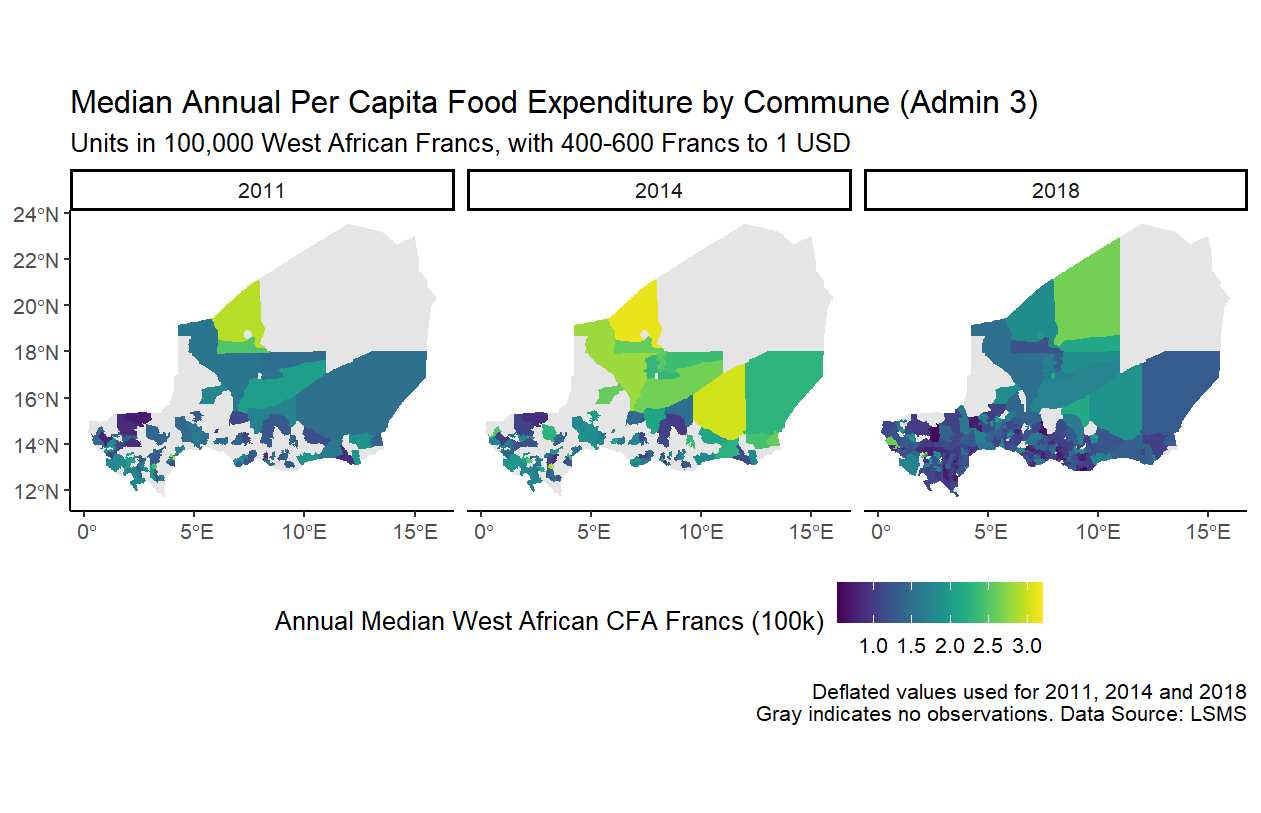 Median Annual Per Capita Food Expenditure by Commune (Admin 3)
Units in 100,000 West African Francs, with 400-600 Francs to 1 USD
2011 2014 2018
24°N
22°N
20°N
18°N
16°N
14°N
12°N
0° 5°E 10°E 15°E 0° 5°E 10°E 15°E 0° 5°E 10°E 15°E
Annual Median West African CFA Francs (100k)
1.0 1.5 2.0 2.5 3.0
Deflated values used for 2011, 2014 and 2018
Gray indicates no observations. Data Source: LSMS